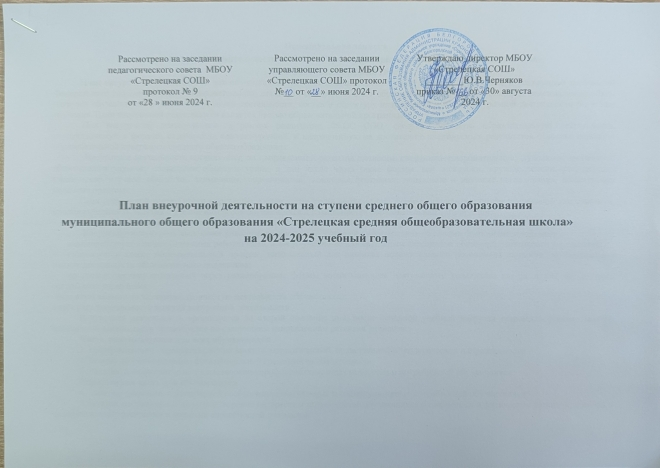 Рассмотрено на заседании
педагогического совета МБОУ
«Стрелецкая СОШ»
протокол № 9
от «28 » июня 2024 г.
Рассмотрено на заседании
управляющего совета МБОУ
«Стрелецкая СОШ» протокол
№10 от «28» июня 2024 г.
Утверждаю директор МБОУ
«Стрелецкая СОШ»
Ю.В.Черняков
приказ № от «30» августа
2024 г.
План внеурочной деятельности на ступени среднего общего образования
муниципального общего образования «Стрелецкая средняя общеобразовательная школа»
на 2024-2025 учебный год